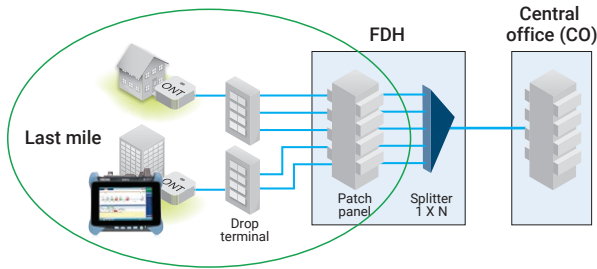 Central
office (CO)
FDH
ONT
Last mile
ONT
Drop
terminal
Patch
panel
Splitter
1 X N